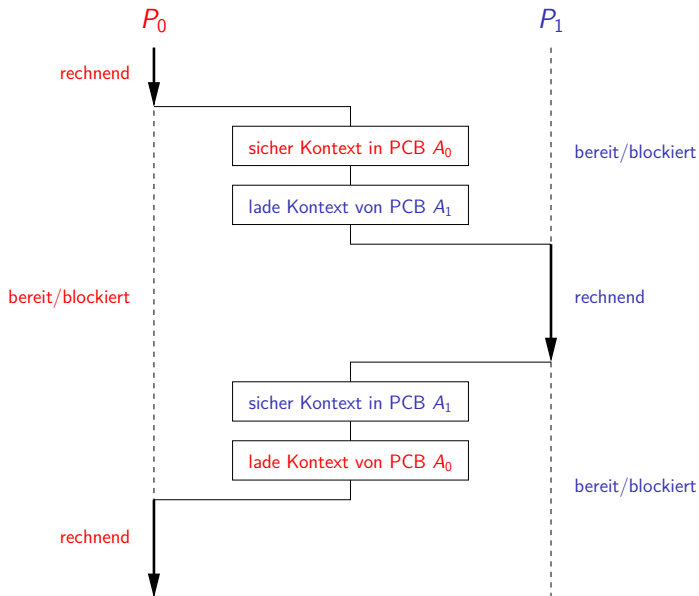 P₀
P₁
rechnend
sicher Kontext in PCB A₀
bereit/blockiert
lade Kontext von PCB A₁
bereit/blockiert
rechnend
sicher Kontext in PCB A₁
lade Kontext von PCB A₀
bereit/blockiert
rechnend